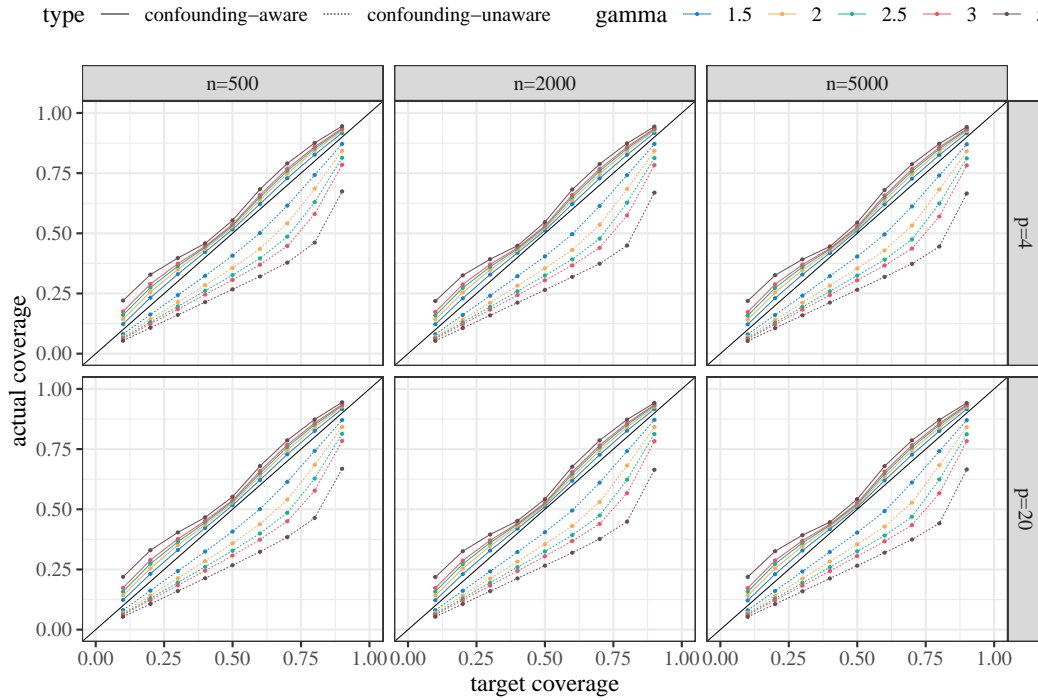 type confounding−aware confounding−unaware gamma 1.5 2 2.5 3
n=500 n=2000 n=5000
1.00
0.75
0.50
0.25
0.00
p=4
actual coverage
1.00
0.75
0.50
0.25
0.00
p=20
0.00 0.25 0.50 0.75 1.00 0.00 0.25 0.50 0.75 1.00 0.00 0.25 0.50 0.75 1.00
target coverage